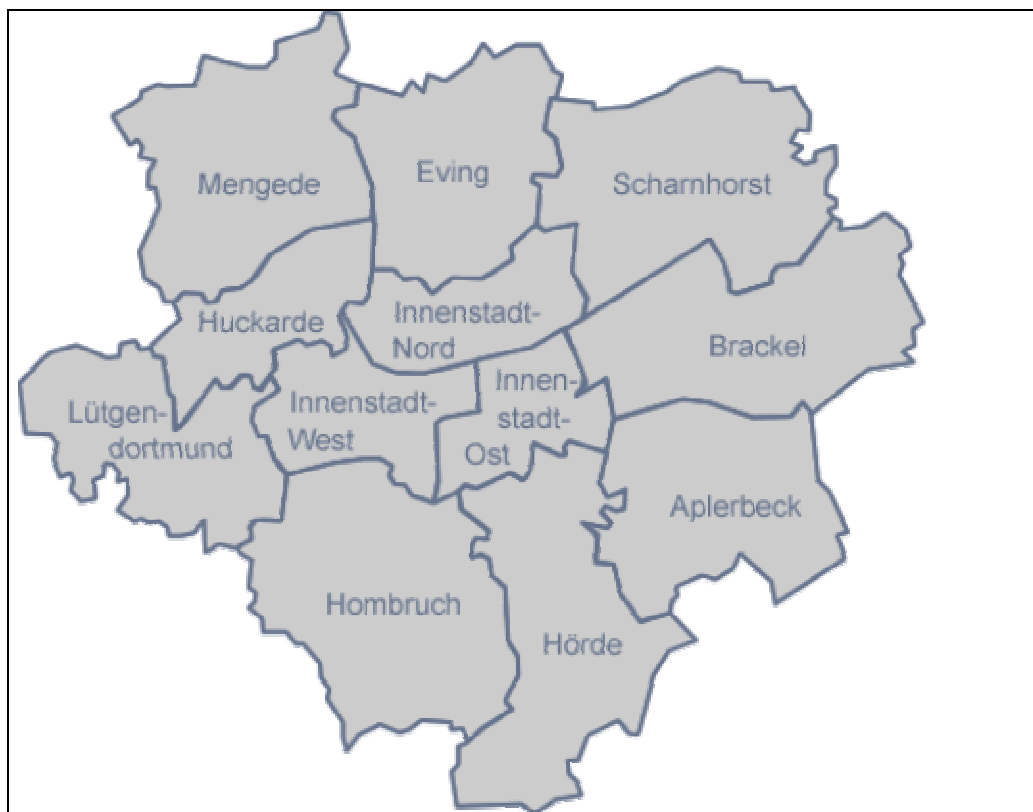 Mengede
Eving
Scharnhorst
Huckarde
Innenstadt-
Nord
Brackel
Lütgen-
dortmund
Innenstadt-
West
Innen-
stadt-
Ost
Aplerbeck
Hombruch
Hörde